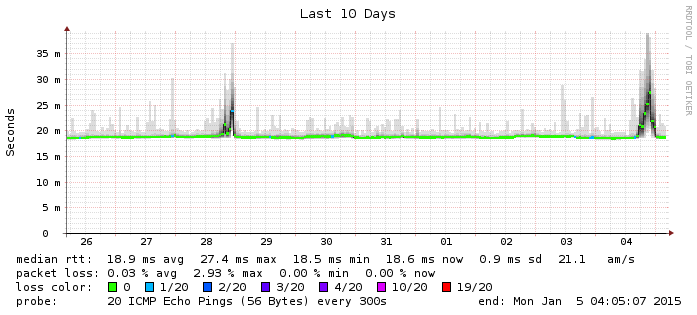 Last 10 Days
RRDTOOL / TOBI OETIKER
Seconds
35 m
30 m
25 m
20 m
15 m
10 m
5 m
0
26 27 28 29 30 31 01 02 03 04
median rtt: 18.9 ms avg 27.4 ms max 18.5 ms min 18.6 ms now 0.9 ms sd 21.1 am/s
packet loss: 0.03 % avg 2.93 % max 0.00 % min 0.00 % now
loss color: 0 1/20 2/20 3/20 4/20 10/20 19/20
probe: 20 ICMP Echo Pings (56 Bytes) every 300s end: Mon Jan 5 04:05:07 2015